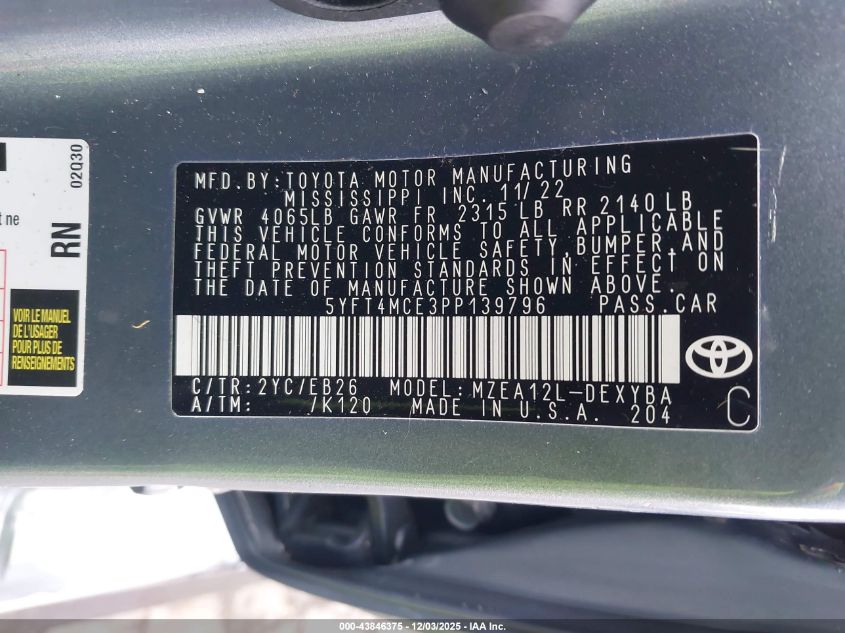 02Q30
t ne
RN
VOIR LE MANUEL
DE L'USAGER
POUR PLUS DE
RENSEIGNEMENTS
MFD.BY:TOYOTA MOTOR MANUFACTURING
MISSISSIPPI INC. 11/22
GVWR 4065LB GAWR FR 2315 LB RR 2140 LB
THIS VEHICLE CONFORMS TO ALL APPLICABLE
FEDERAL MOTOR VEHICLE SAFETY, BUMPER, AND
THEFT PREVENTION STANDARDS IN EFFECT ON
THE DATE OF MANUFACTURE SHOWN ABOVE.
5YFT4MCE3PP139796 PASS.CAR
C/TR:2YC/EB26 MODEL:MZEA12L-DEXYBA
A/TM: /K120 MADE IN U.S.A. 204
C
000-43846375 - 12/03/2025 - IAA, Inc.